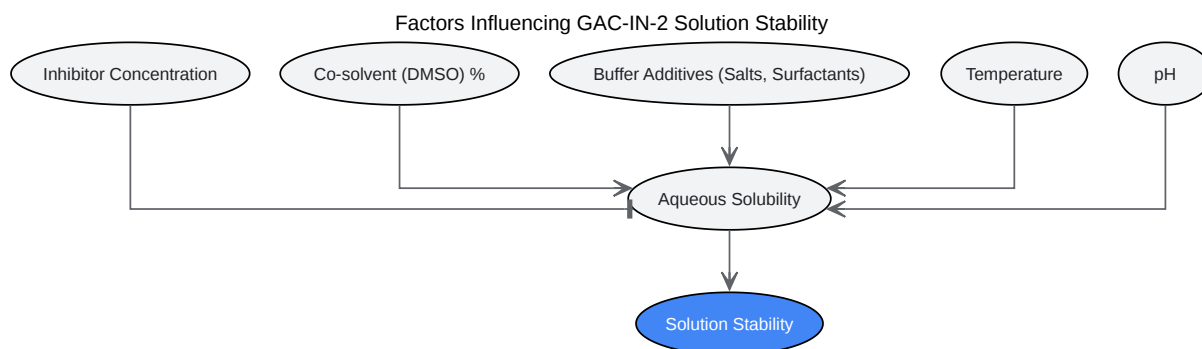 Factors Influencing GAC-IN-2 Solution Stability
Inhibitor Concentration
Co-solvent (DMSO) %
Buffer Additives (Salts, Surfactants)
Temperature
pH
Aqueous Solubility
Solution Stability